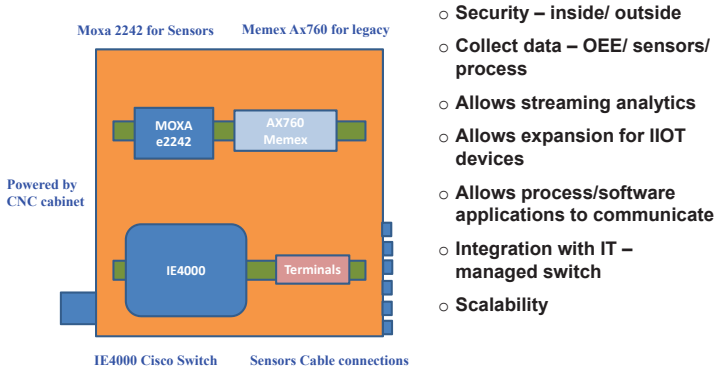 Moxa 2242 for Sensors
Memex Ax760 for legacy
MOXA
e2242
AX760
Memex
Powered by
CNC cabinet
IE4000
Terminals
IE4000 Cisco Switch
Sensors Cable connections
○ Security – inside/ outside
○ Collect data – OEE/ sensors/
process
○ Allows streaming analytics
○ Allows expansion for IIOT
devices
○ Allows process/software
applications to communicate
○ Integration with IT –
managed switch
○ Scalability